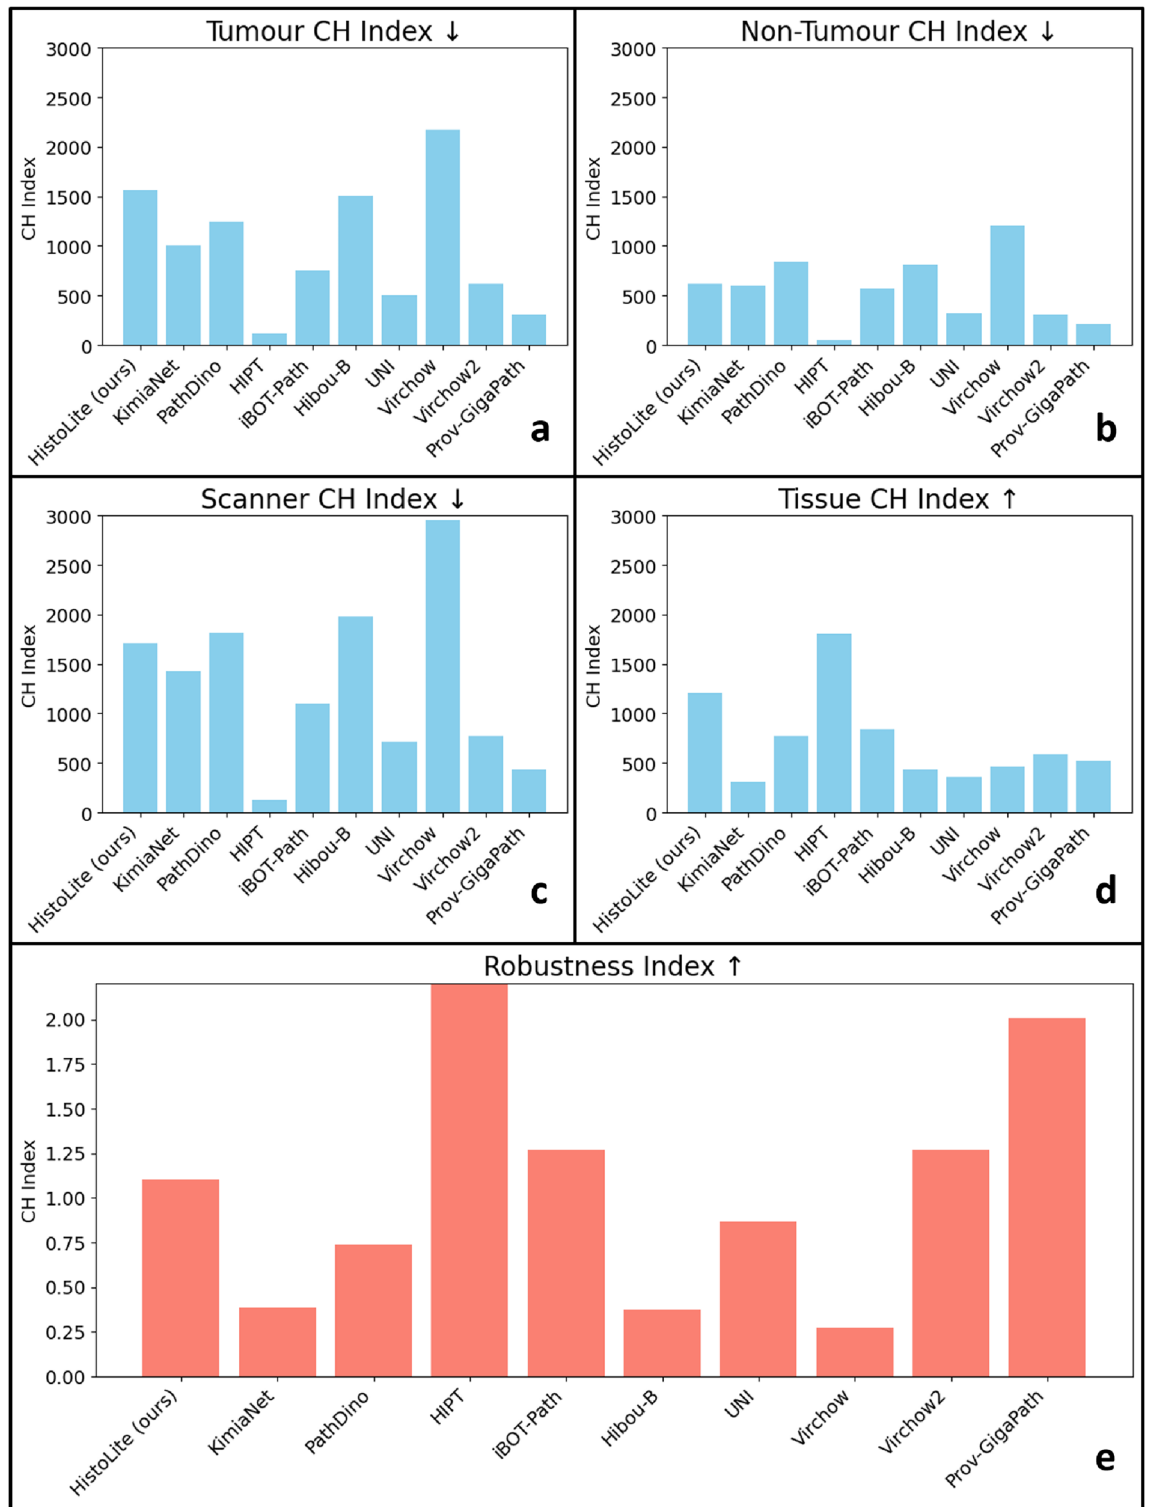 Tumour CH Index ↓
3000
2500
2000
1500
1000
500
0
CH Index
HistoLite (ours)
KimiaNet
PathDino
HIPT
iBOT-Path
Hibou-B
UNI
Virchow
Virchow2
Prov-GigaPath
a
Non-Tumour CH Index ↓
3000
2500
2000
1500
1000
500
0
CH Index
HistoLite (ours)
KimiaNet
PathDino
HIPT
iBOT-Path
Hibou-B
UNI
Virchow
Virchow2
Prov-GigaPath
b
Scanner CH Index ↓
3000
2500
2000
1500
1000
500
0
CH Index
HistoLite (ours)
KimiaNet
PathDino
HIPT
iBOT-Path
Hibou-B
UNI
Virchow
Virchow2
Prov-GigaPath
c
Tissue CH Index ↑
3000
2500
2000
1500
1000
500
0
CH Index
HistoLite (ours)
KimiaNet
PathDino
HIPT
iBOT-Path
Hibou-B
UNI
Virchow
Virchow2
Prov-GigaPath
d
Robustness Index ↑
2.00
1.75
1.50
1.25
1.00
0.75
0.50
0.25
0.00
CH Index
HistoLite (ours)
KimiaNet
PathDino
HIPT
iBOT-Path
Hibou-B
UNI
Virchow
Virchow2
Prov-GigaPath
e